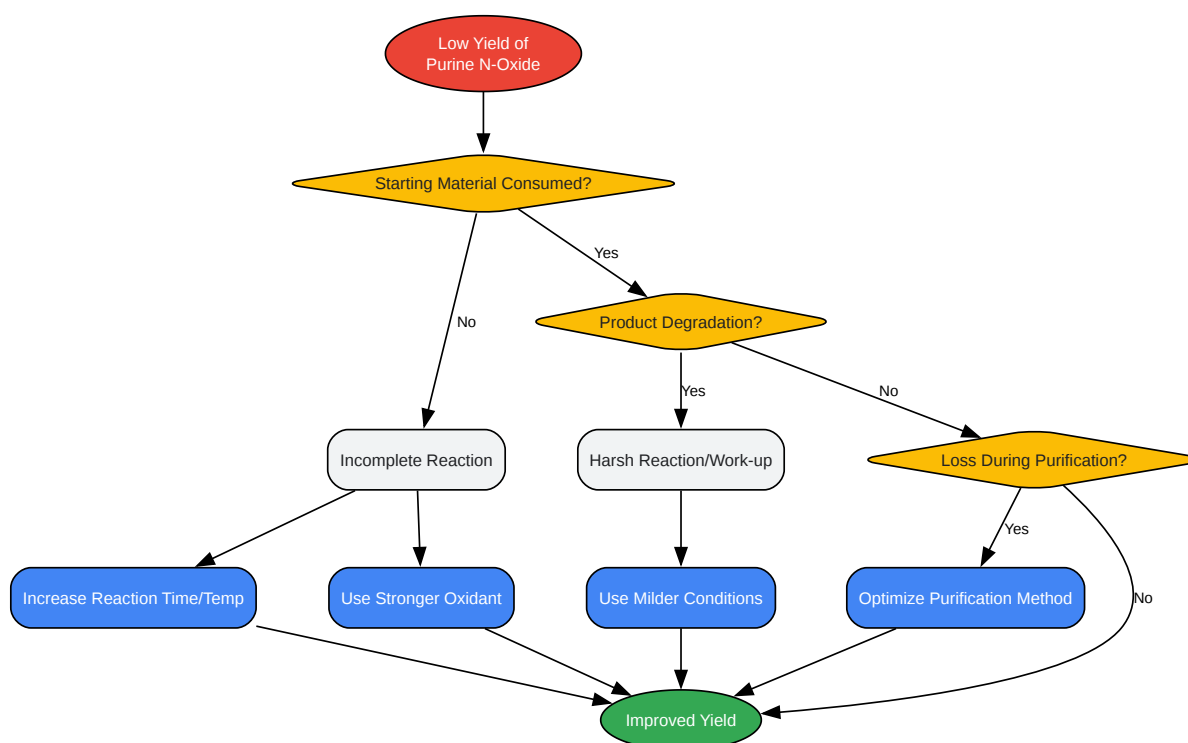 Low Yield of
Purine N-Oxide
Starting Material Consumed?
Yes
No
Product Degradation?
Yes
No
Incomplete Reaction
Harsh Reaction/Work-up
Loss During Purification?
Yes
No
Increase Reaction Time/Temp
Use Stronger Oxidant
Use Milder Conditions
Optimize Purification Method
Improved Yield